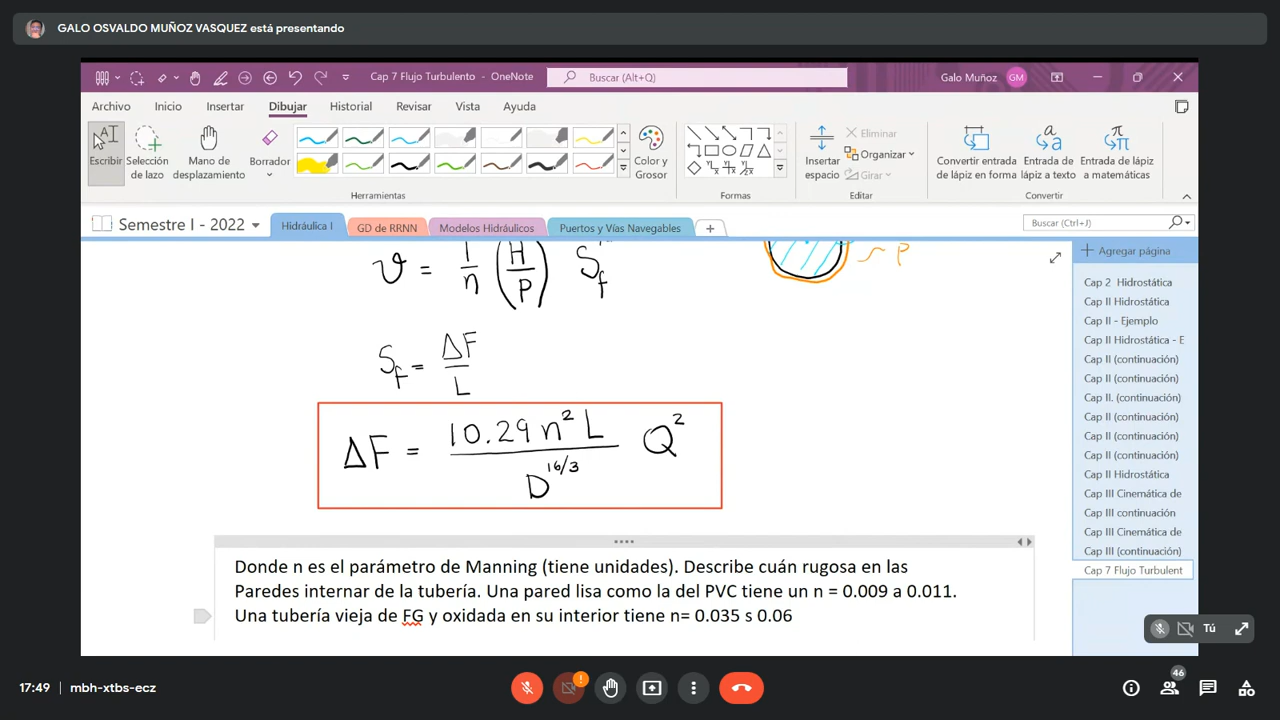 GALO OSVALDO MUÑOZ VASQUEZ está presentando
Cap 7 Flujo Turbulento - OneNote
Buscar (Alt+Q)
Galo Muñoz GM
Archivo Inicio Insertar Dibujar Historial Revisar Vista Ayuda
Escribir
Selección de lazo
Mano de desplazamiento
Borrador
Herramientas
Color y Grosor
Formas
Insertar espacio
Eliminar
Organizar
Girar
Editar
Convertir entrada de lápiz en forma
Entrada de lápiz a texto
Entrada de lápiz a matemáticas
Convertir
Semestre I - 2022
Hidráulica I
GD de RRNN
Modelos Hidráulicos
Puertos y Vías Navegables
Buscar (Ctrl+J)
Agregar página
Cap 2 Hidrostática
Cap II Hidrostática
Cap II - Ejemplo
Cap II Hidrostática - E
Cap II (continuación)
Cap II (continuación)
Cap II. (continuación)
Cap II (continuación)
Cap II (continuación)
Cap II (continuación)
Cap II Hidrostática
Cap III Cinemática de
Cap III continuación
Cap III Cinemática de
Cap III (continuación)
Cap 7 Flujo Turbulent
P
v = 1/n (H/P) Sf
Sf = ΔF/L
ΔF = 10.29 n² L / D^16/3 Q²
Donde n es el parámetro de Manning (tiene unidades). Describe cuán rugosa en las
Paredes internar de la tubería. Una pared lisa como la del PVC tiene un n = 0.009 a 0.011.
Una tubería vieja de FG y oxidada en su interior tiene n= 0.035 s 0.06
Tú
17:49 mbh-xtbs-ecz
46